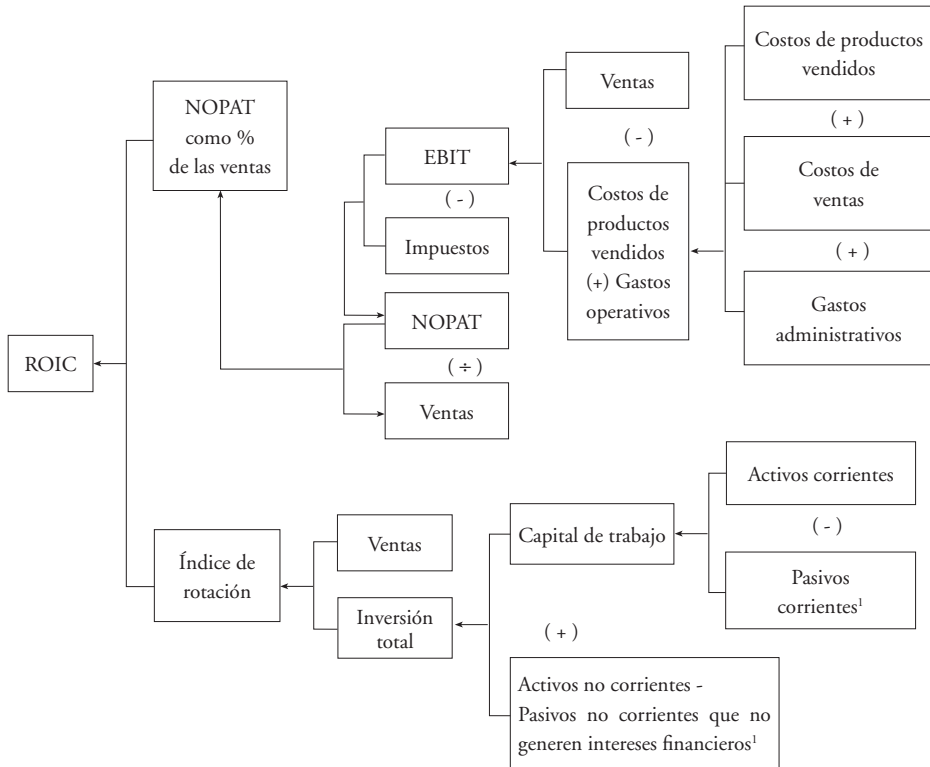 Costos de productos
vendidos
( + )
Costos de
ventas
( + )
Gastos
administrativos
Ventas
( - )
Costos de
productos
vendidos
(+) Gastos
operativos
EBIT
( - )
Impuestos
NOPAT
( ÷ )
Ventas
NOPAT
como %
de las ventas
ROIC
Índice de
rotación
Ventas
Inversión
total
Capital de trabajo
( + )
Activos no corrientes -
Pasivos no corrientes que no
generen intereses financieros¹
Activos corrientes
( - )
Pasivos
corrientes¹